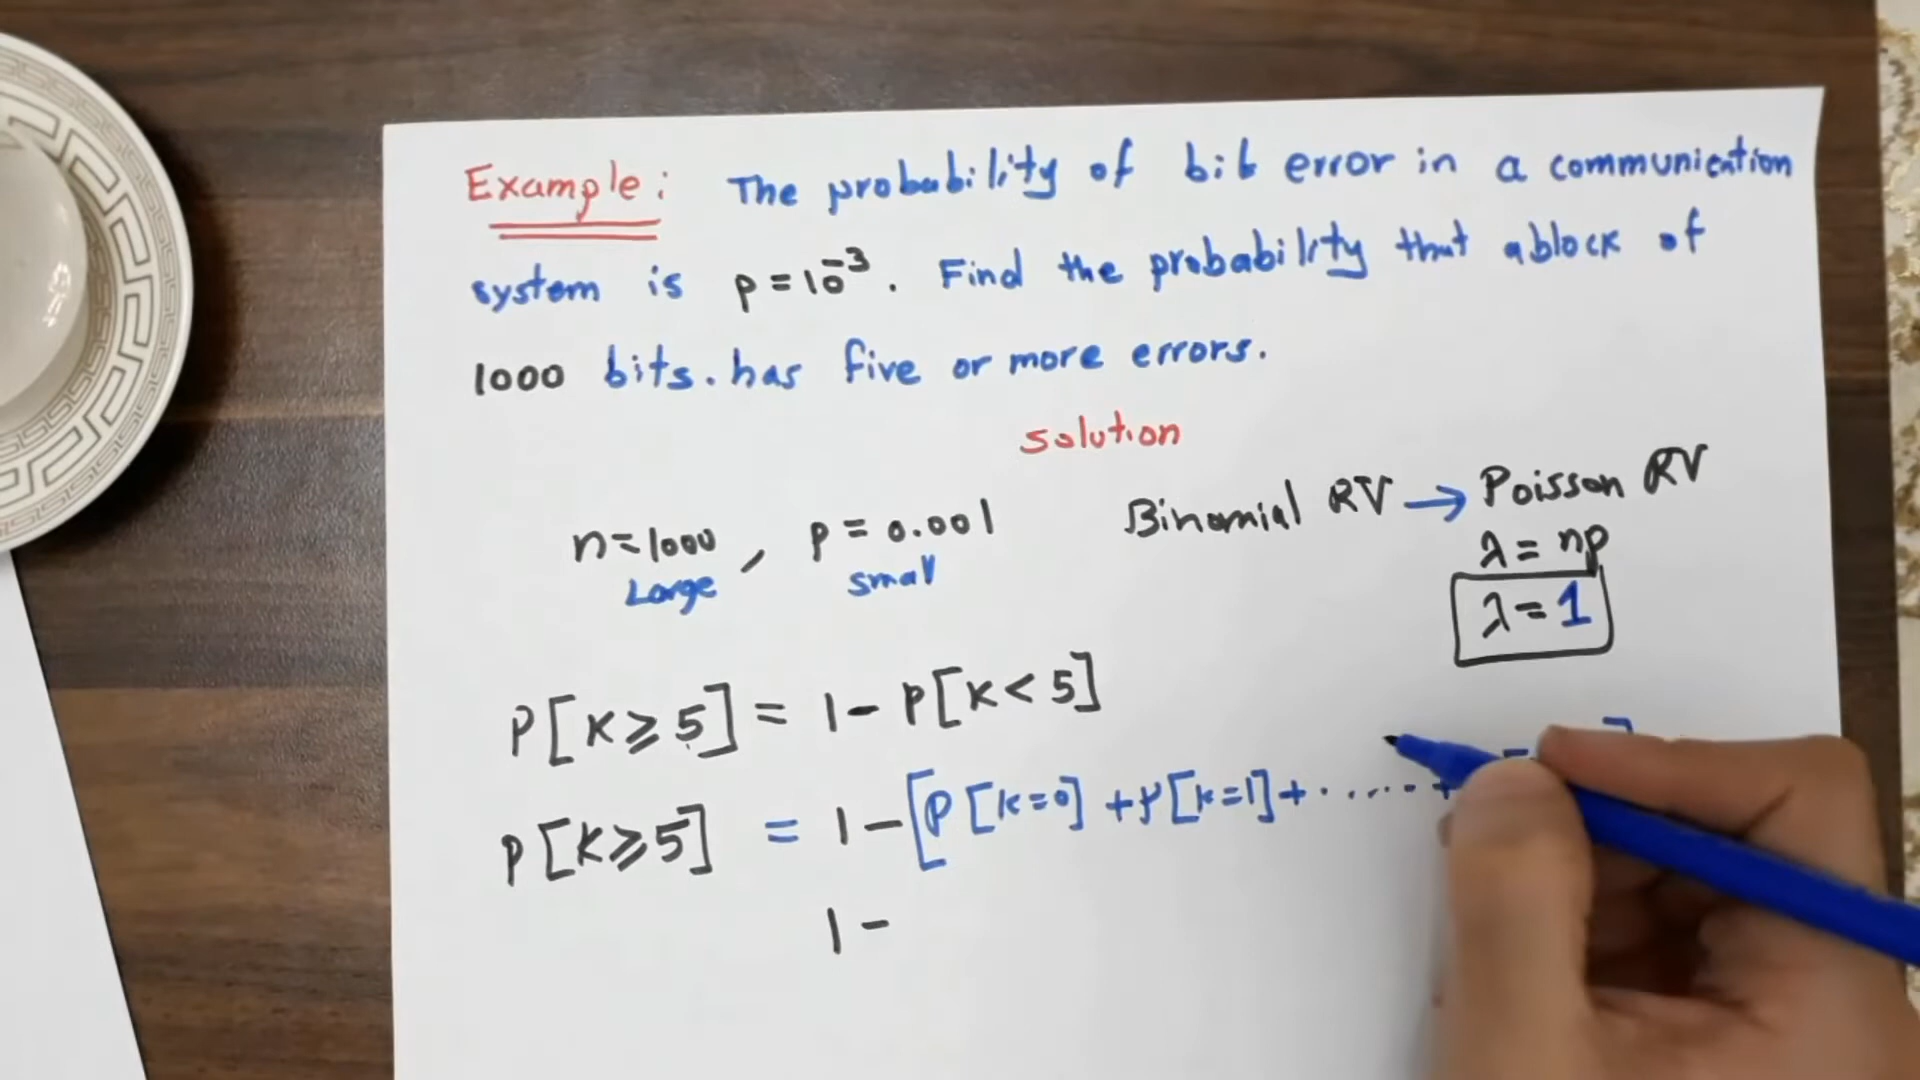 Example: The probability of bit error in a communication
system is p = 10⁻³. Find the probability that a block of
1000 bits. has five or more errors.
solution
n = 1000 , p = 0.001 Binomial RV → Poisson RV
Large small λ = np
λ = 1
P[K ≥ 5] = 1 - P[K < 5]
P[K ≥ 5] = 1 - [P[K=0] + P[K=1] + ...... +
1 -